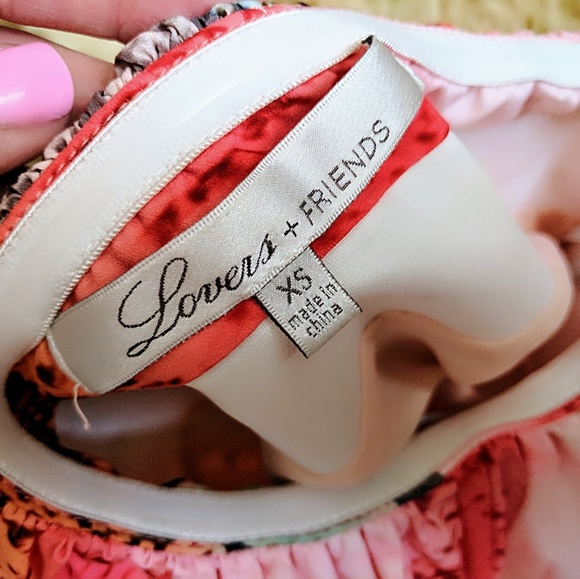 Lovers + FRIENDS
XS
made in
china